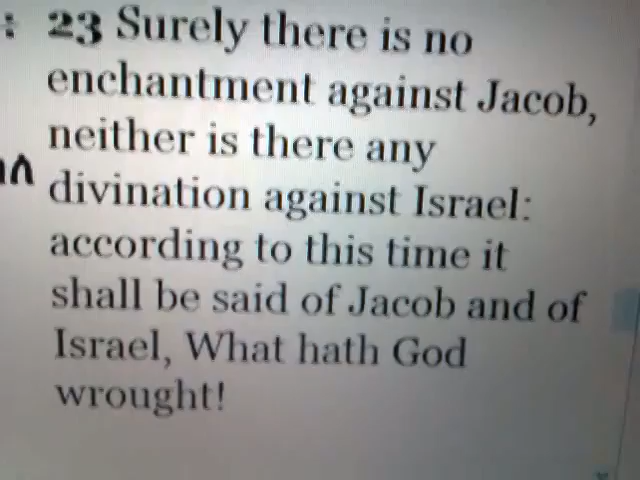 : 23 Surely there is no
enchantment against Jacob,
neither is there any
divination against Israel:
according to this time it
shall be said of Jacob and of
Israel, What hath God
wrought!